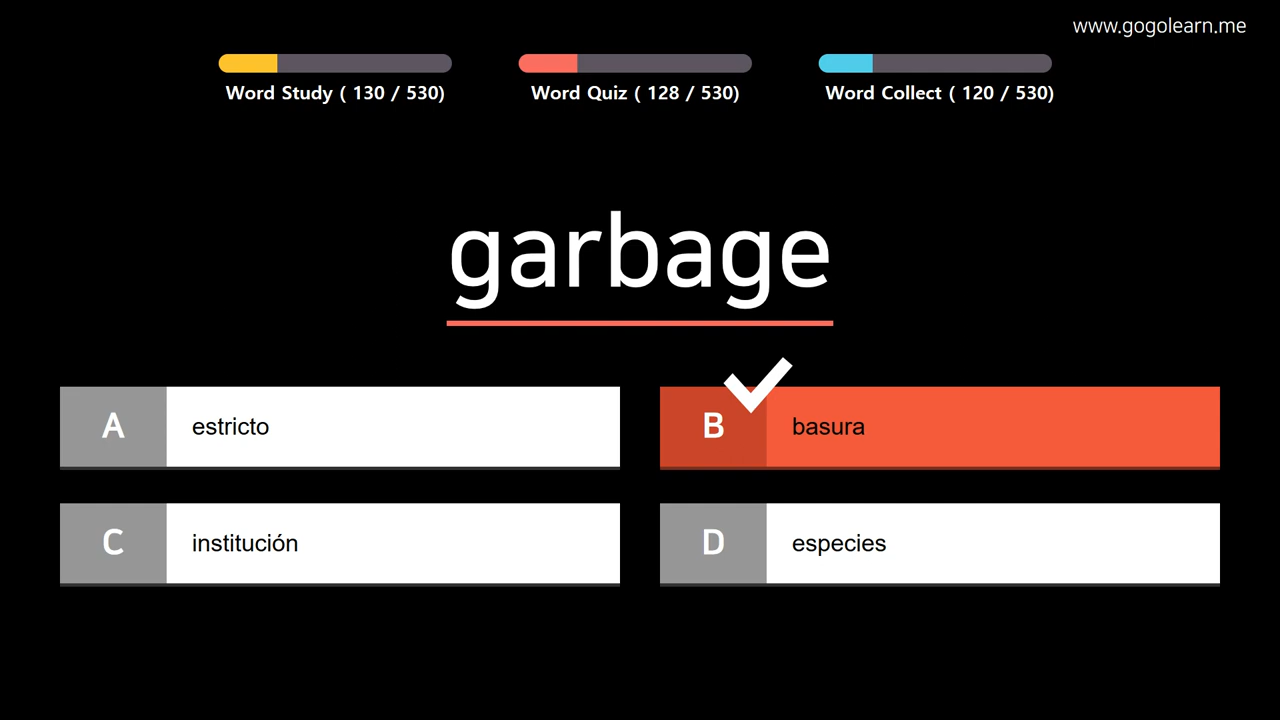 www.gogolearn.me
Word Study ( 130 / 530)
Word Quiz ( 128 / 530)
Word Collect ( 120 / 530)
garbage
A estricto
B basura
C institución
D especies